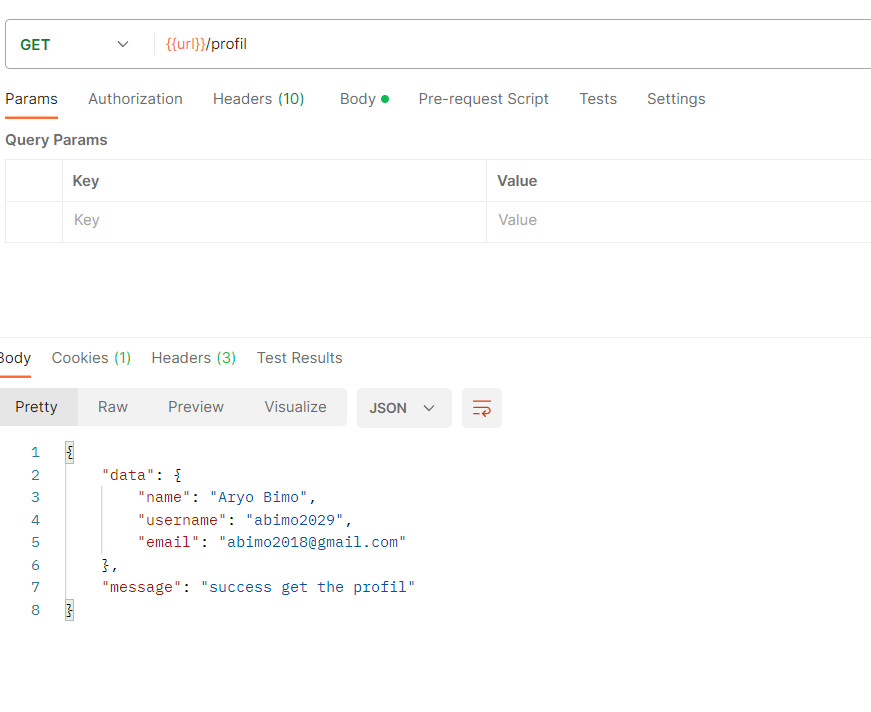 GET {{url}}/profil
Params Authorization Headers (10) Body Pre-request Script Tests Settings
Query Params
Key Value
Key Value
Body Cookies (1) Headers (3) Test Results
Pretty Raw Preview Visualize JSON
1 {
2 "data": {
3 "name": "Aryo Bimo",
4 "username": "abimo2029",
5 "email": "abimo2018@gmail.com"
6 },
7 "message": "success get the profil"
8 }